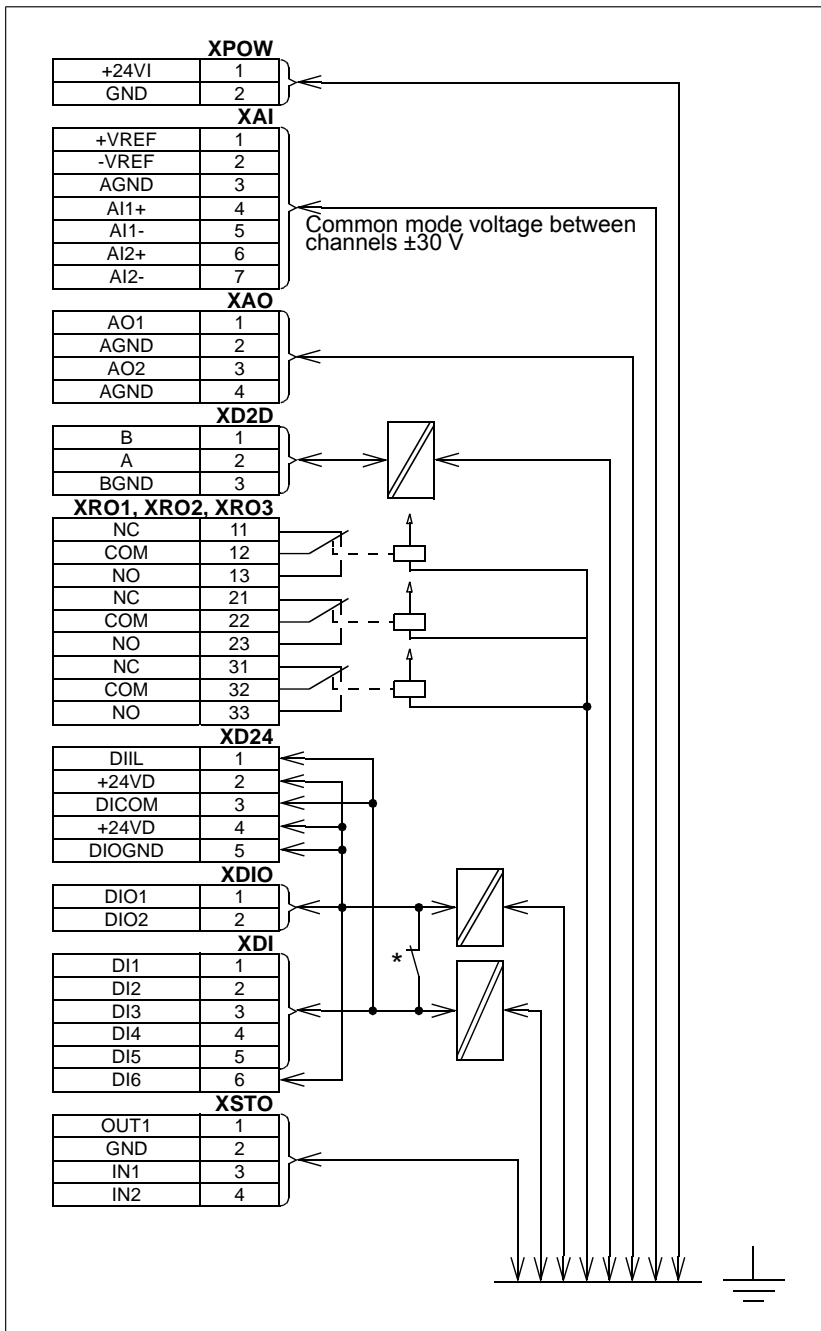 XPOW
+24VI 1
GND 2
XAI
+VREF 1
-VREF 2
AGND 3
AI1+ 4
AI1- 5
AI2+ 6
AI2- 7
Common mode voltage between
channels ±30 V
XAO
AO1 1
AGND 2
AO2 3
AGND 4
XD2D
B 1
A 2
BGND 3
XRO1, XRO2, XRO3
NC 11
COM 12
NO 13
NC 21
COM 22
NO 23
NC 31
COM 32
NO 33
XD24
DIIL 1
+24VD 2
DICOM 3
+24VD 4
DIOGND 5
XDIO
DIO1 1
DIO2 2
XDI
*
DI1 1
DI2 2
DI3 3
DI4 4
DI5 5
DI6 6
XSTO
OUT1 1
GND 2
IN1 3
IN2 4